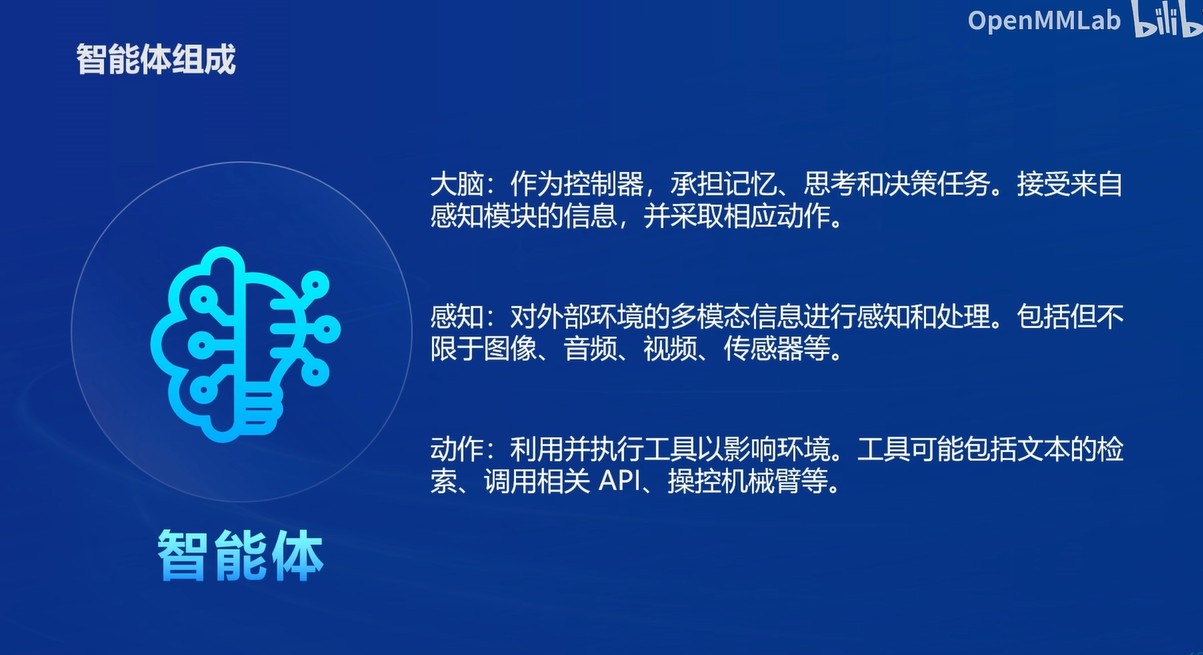 OpenMMLab bilib
智能体组成
大脑：作为控制器，承担记忆、思考和决策任务。接受来自
感知模块的信息，并采取相应动作。
感知：对外部环境的多模态信息进行感知和处理。包括但不
限于图像、音频、视频、传感器等。
动作：利用并执行工具以影响环境。工具可能包括文本的检
索、调用相关 API、操控机械臂等。
智能体